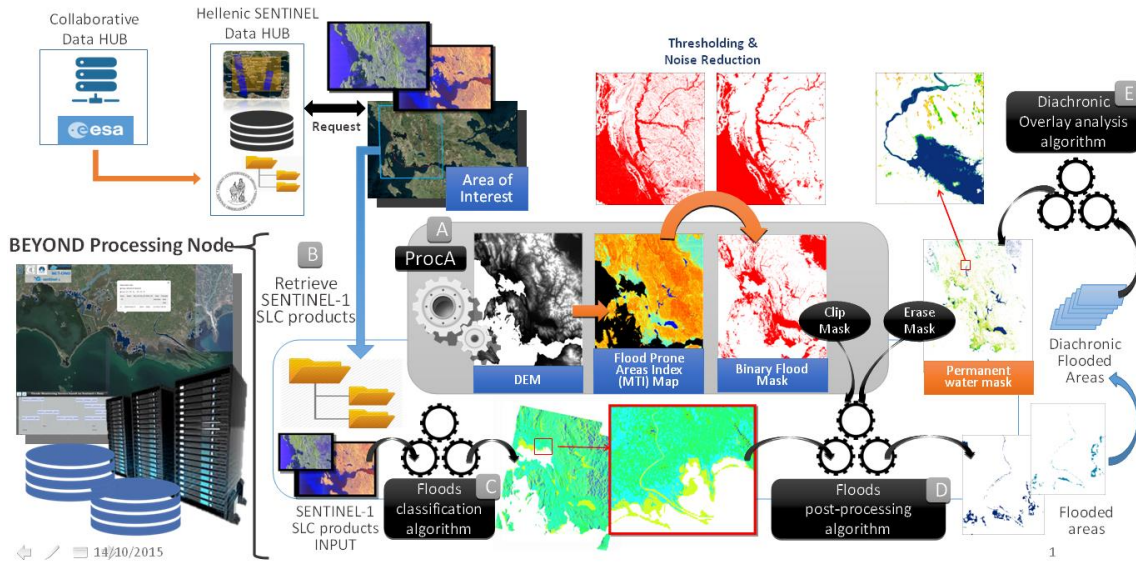 Collaborative
Data HUB
esa
Hellenic SENTINEL
Data HUB
Request
Area of
Interest
Thresholding &
Noise Reduction
E
Diachronic
Overlay analysis
algorithm
BEYOND Processing Node
B
Retrieve
SENTINEL-1
SLC products
A
ProcA
DEM
Flood Prone
Areas Index
(MTI) Map
Binary Flood
Mask
Clip
Mask
Erase
Mask
Permanent
water mask
Diachronic
Flooded
Areas
SENTINEL-1
SLC products
INPUT
C
Floods
classification
algorithm
D
Floods
post-processing
algorithm
Flooded areas
14/10/2015
1